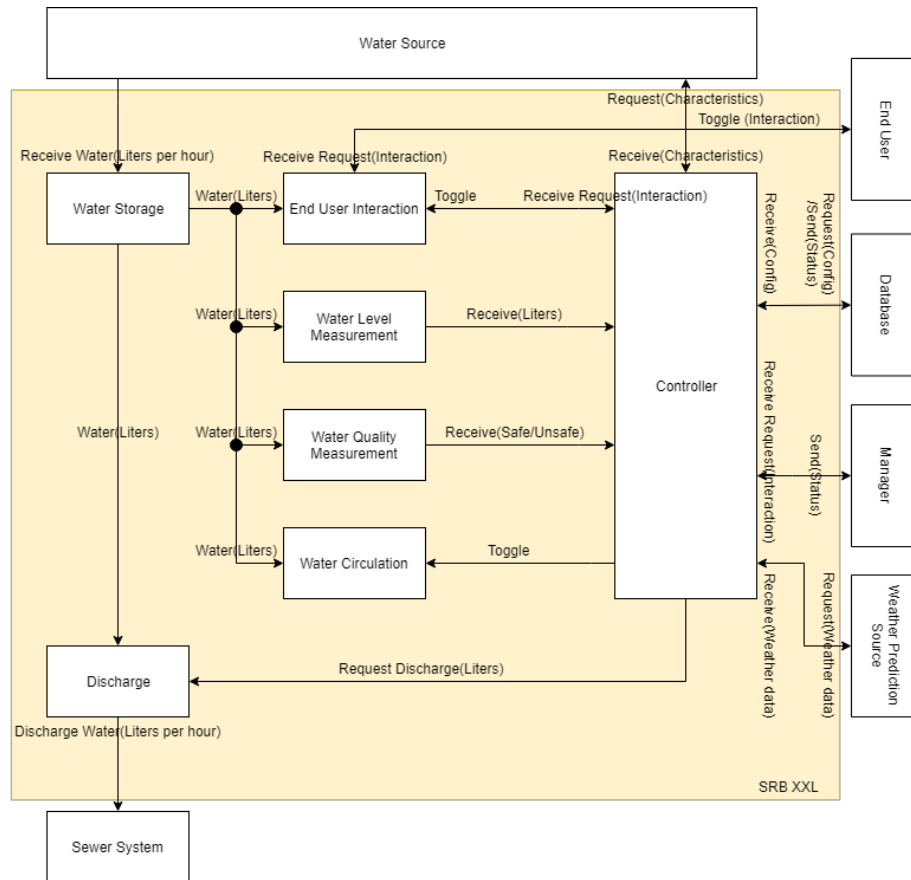 Water Source
Request(Characteristics)
Toggle (Interaction)
End User
Receive Water(Liters per hour)
Receive Request(Interaction)
Receive(Characteristics)
Water Storage
Water(Liters)
End User Interaction
Toggle
Receive Request(Interaction)
Receive(Config)
Request(Config)
/Send(Status)
Database
Water(Liters)
Water Level
Measurement
Receive(Liters)
Controller
Water(Liters)
Water(Liters)
Water Quality
Measurement
Receive(Safe/Unsafe)
Receive Request(Interaction)
Send(Status)
Manager
Water(Liters)
Water Circulation
Toggle
Receive(Weather data)
Request(Weather data)
Weather Prediction
Source
Discharge
Request Discharge(Liters)
Discharge Water(Liters per hour)
SRB XXL
Sewer System